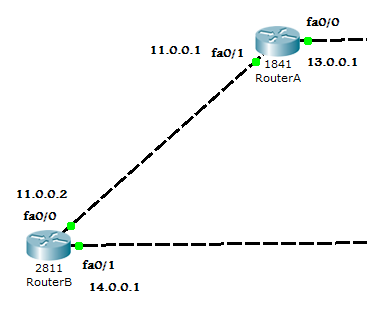 fa0/0
11.0.0.1 fa0/1
1841
RouterA
13.0.0.1
11.0.0.2
fa0/0
2811
RouterB
fa0/1
14.0.0.1